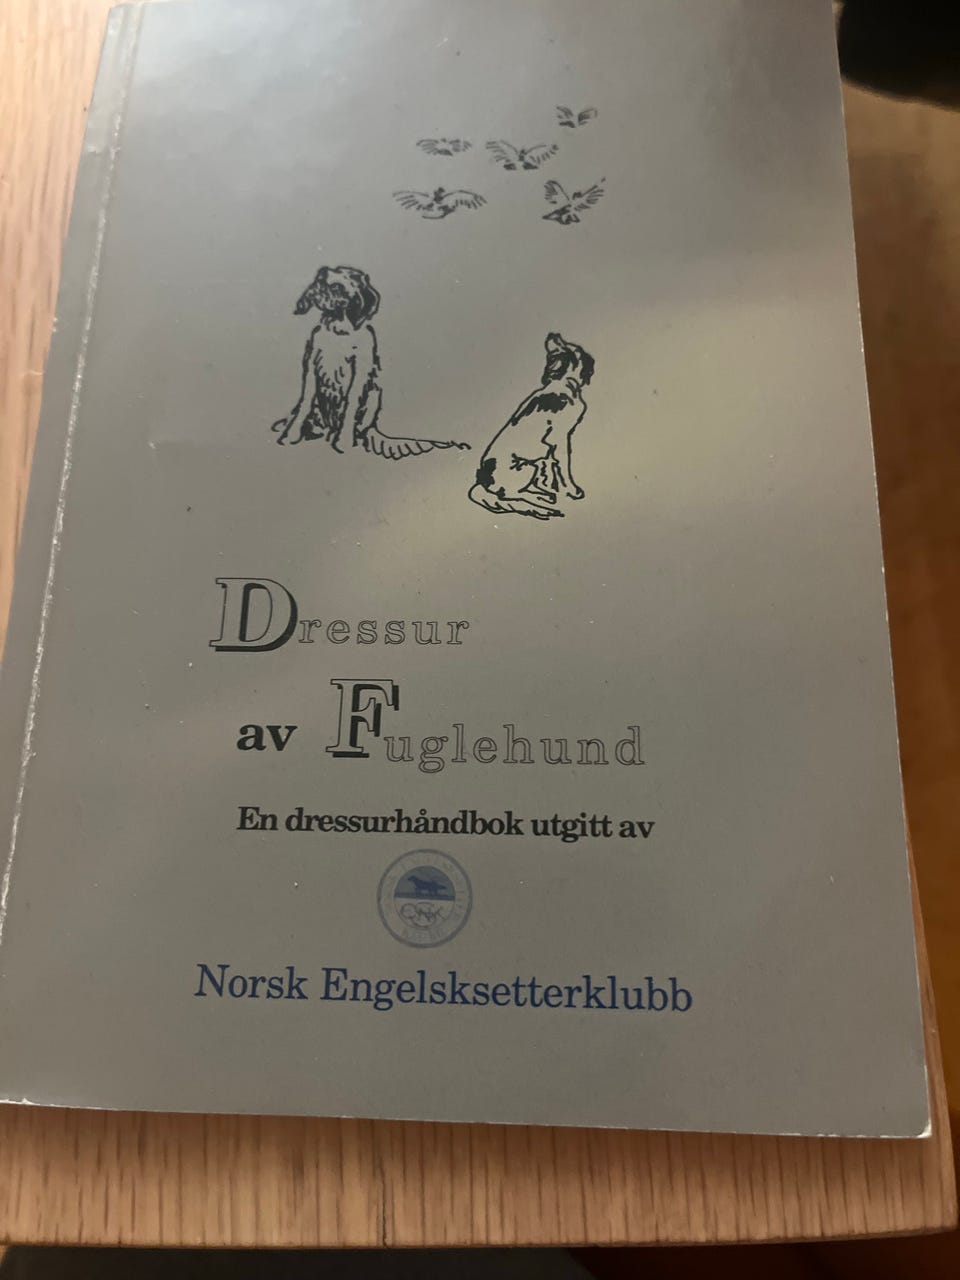 Dressur
av Fuglehund
En dressurhåndbok utgitt av
Norsk Engelsksetterklubb